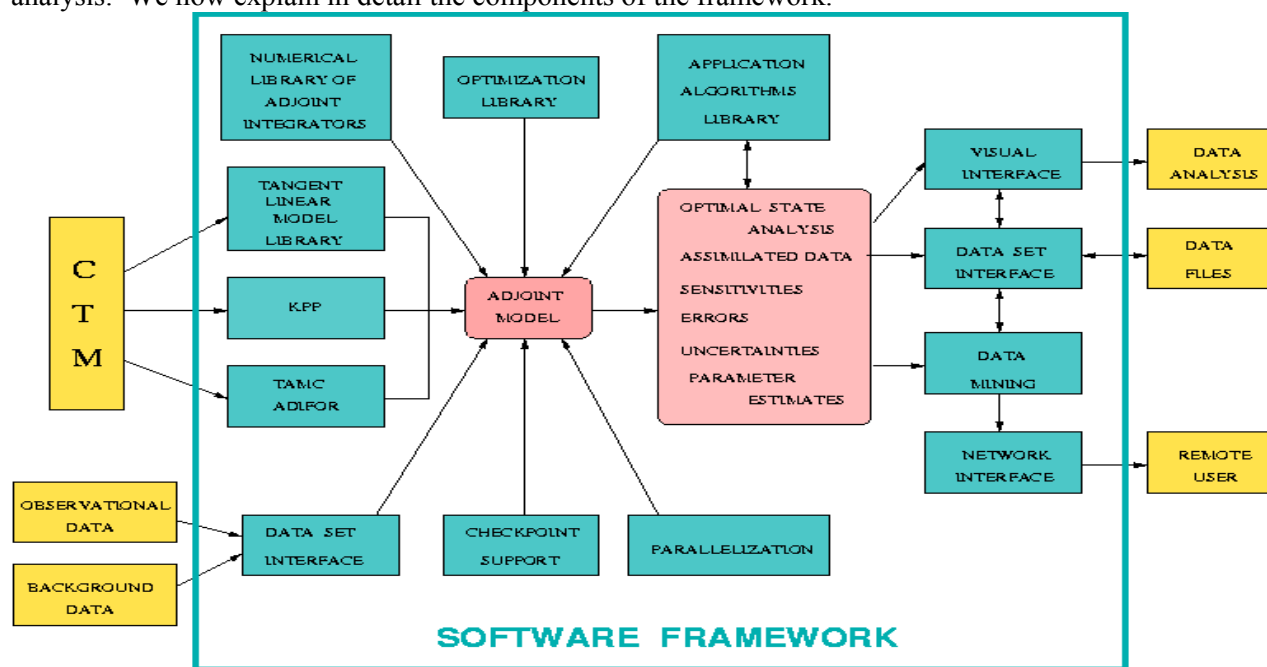 analysis. We now explain in detail the components of the framework.
NUMERICAL
LIBRARY OF
ADJOINT
INTEGRATORS
OPTIMIZATION
LIBRARY
APPLICATION
ALGORITHMS
LIBRARY
TANGENT
LINEAR
MODEL
LIBRARY
C
T
M
KPP
TAMC
ADIFOR
ADJOINT
MODEL
OPTIMAL STATE
ANALYSIS
ASSIMILATED DATA
SENSITIVITIES
ERRORS
UNCERTAINTIES
PARAMETER
ESTIMATES
VISUAL
INTERFACE
DATA
ANALYSIS
DATA SET
INTERFACE
DATA
FILES
DATA
MINING
NETWORK
INTERFACE
REMOTE
USER
OBSERVATIONAL
DATA
BACKGROUND
DATA
DATA SET
INTERFACE
CHECKPOINT
SUPPORT
PARALLELIZATION
SOFTWARE FRAMEWORK